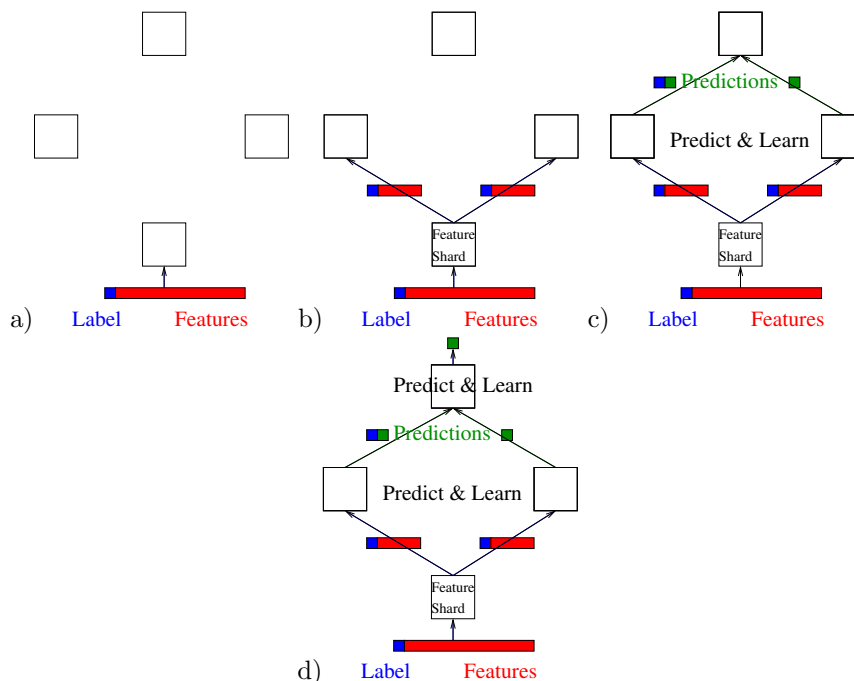 a)
Label Features
Feature
Shard
b)
Label Features
Predictions
Predict & Learn
Feature
Shard
c)
Label Features
Predict & Learn
Predictions
Predict & Learn
Feature
Shard
d)
Label Features